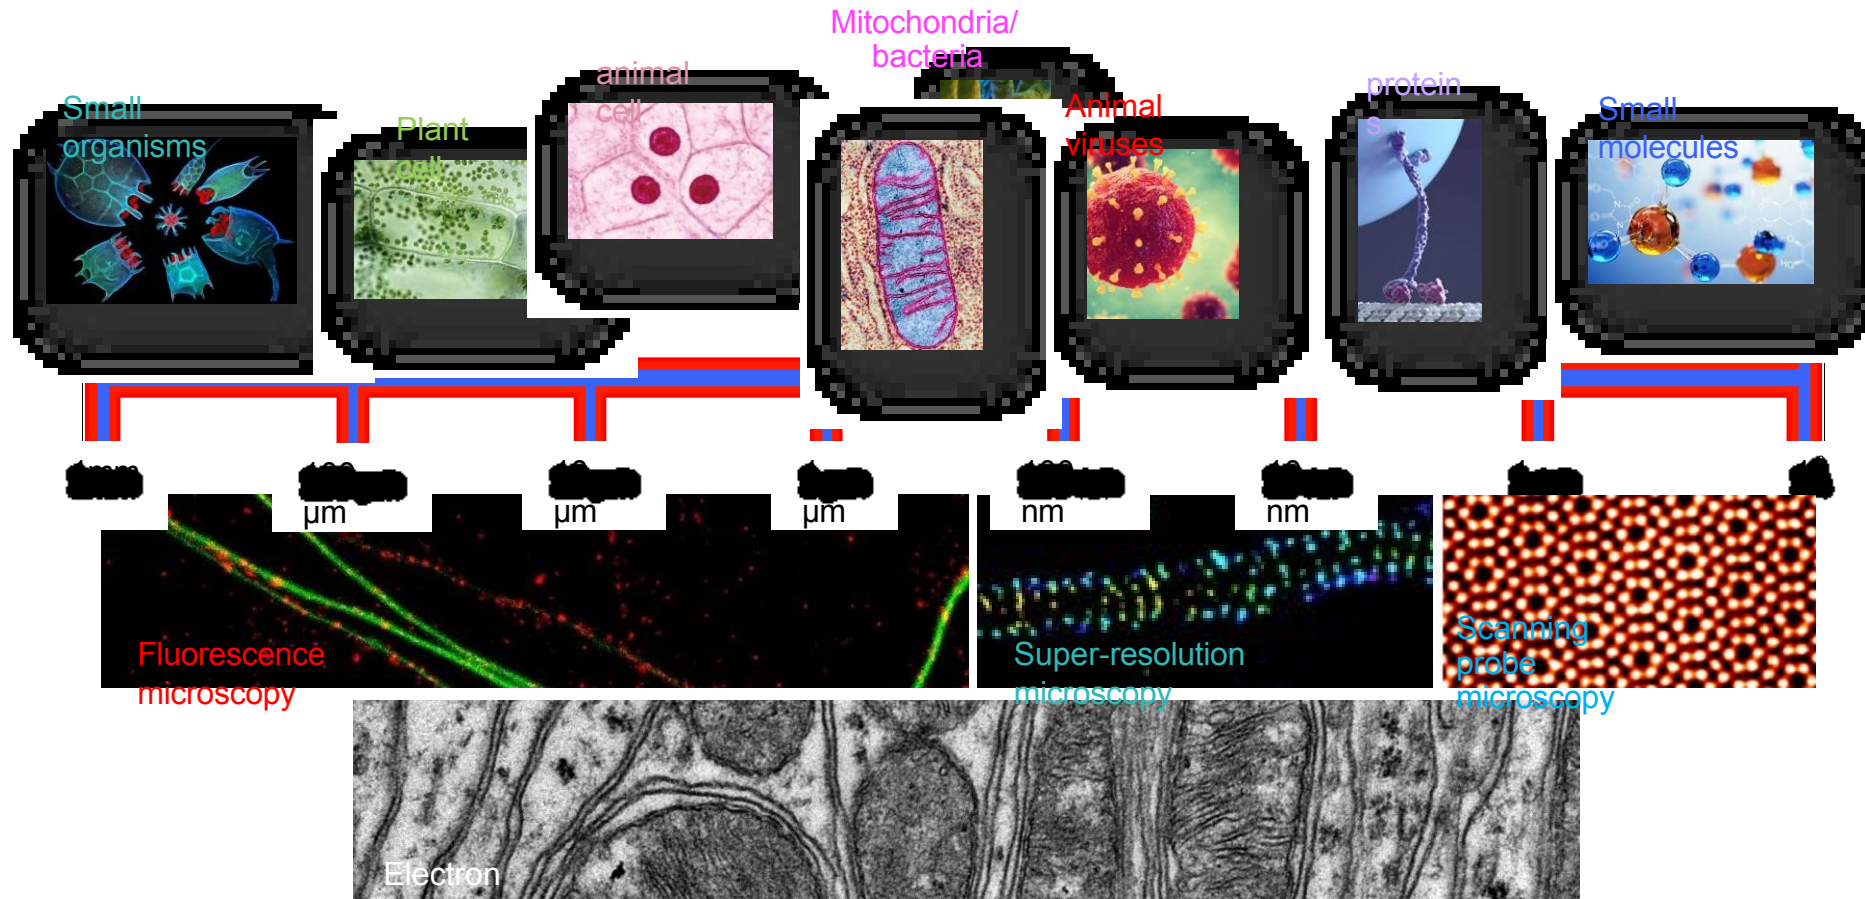 Mitochondria/
bacteria
animal
cell
Small
organisms
Plant
cell
Animal
viruses
protein
s
Small
molecules
µm
µm
µm
nm
nm
Fluorescence
microscopy
Super-resolution
microscopy
Scanning
probe
microscopy
Electron